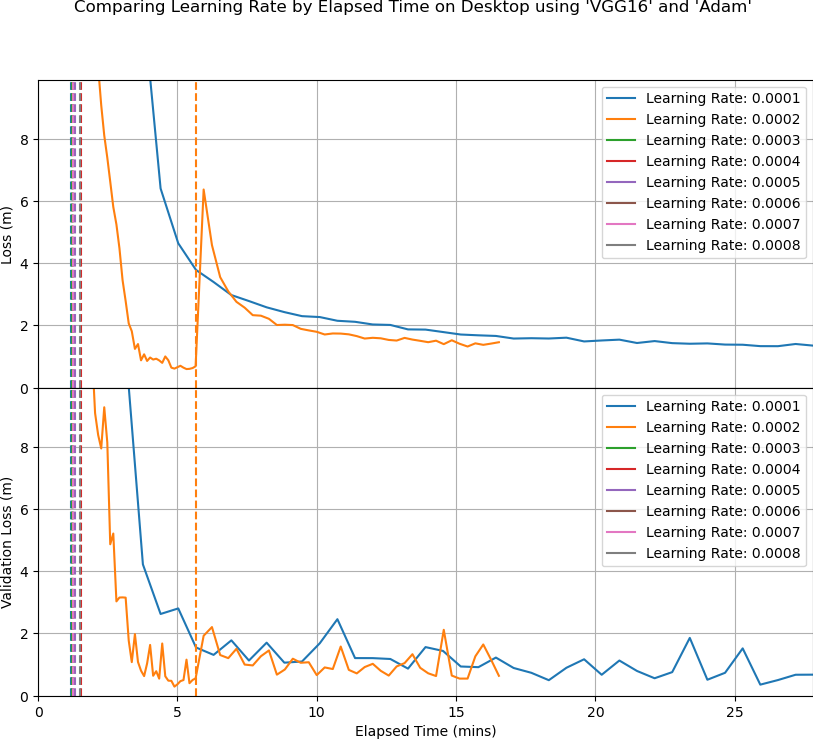 Comparing Learning Rate by Elapsed Time on Desktop using 'VGG16' and 'Adam'
Loss (m)
8
6
4
2
0
Learning Rate: 0.0001
Learning Rate: 0.0002
Learning Rate: 0.0003
Learning Rate: 0.0004
Learning Rate: 0.0005
Learning Rate: 0.0006
Learning Rate: 0.0007
Learning Rate: 0.0008
Validation Loss (m)
8
6
4
2
0
Learning Rate: 0.0001
Learning Rate: 0.0002
Learning Rate: 0.0003
Learning Rate: 0.0004
Learning Rate: 0.0005
Learning Rate: 0.0006
Learning Rate: 0.0007
Learning Rate: 0.0008
0 5 10 15 20 25
Elapsed Time (mins)